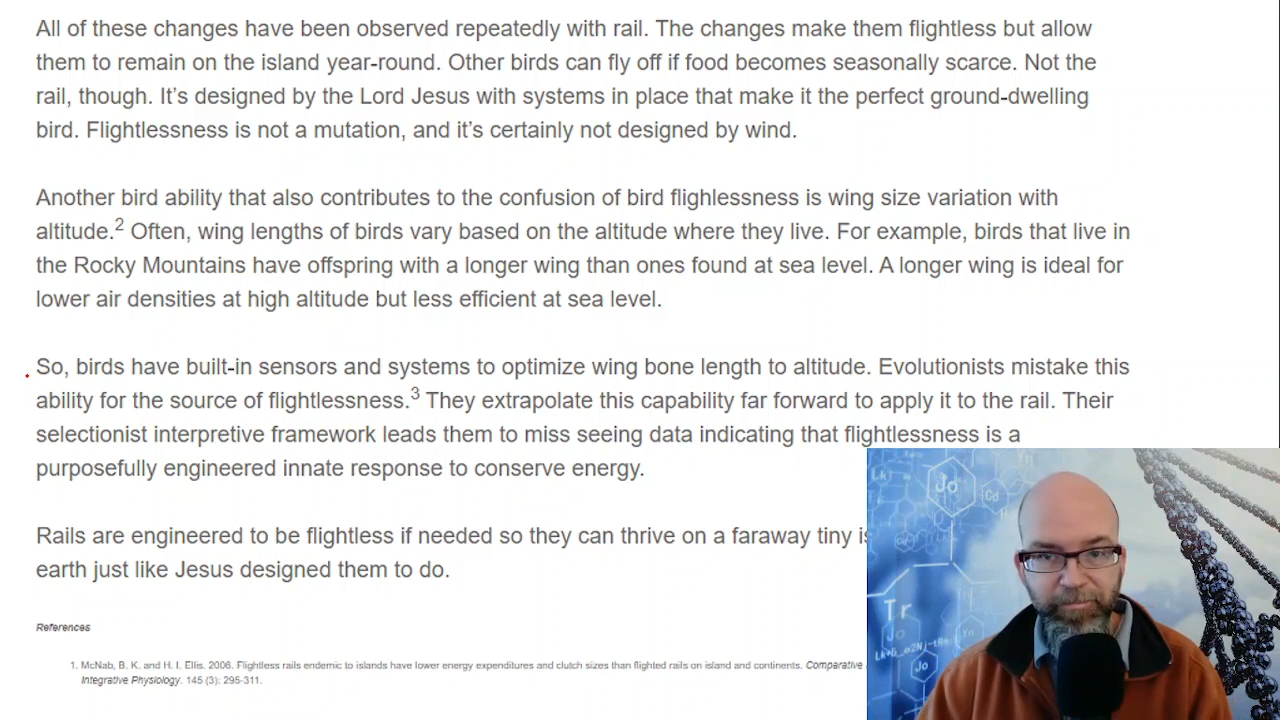 All of these changes have been observed repeatedly with rail. The changes make them flightless but allow
them to remain on the island year-round. Other birds can fly off if food becomes seasonally scarce. Not the
rail, though. It’s designed by the Lord Jesus with systems in place that make it the perfect ground-dwelling
bird. Flightlessness is not a mutation, and it’s certainly not designed by wind.
Another bird ability that also contributes to the confusion of bird flighlessness is wing size variation with
altitude.2 Often, wing lengths of birds vary based on the altitude where they live. For example, birds that live in
the Rocky Mountains have offspring with a longer wing than ones found at sea level. A longer wing is ideal for
lower air densities at high altitude but less efficient at sea level.
So, birds have built-in sensors and systems to optimize wing bone length to altitude. Evolutionists mistake this
ability for the source of flightlessness.3 They extrapolate this capability far forward to apply it to the rail. Their
selectionist interpretive framework leads them to miss seeing data indicating that flightlessness is a
purposefully engineered innate response to conserve energy.
Rails are engineered to be flightless if needed so they can thrive on a faraway tiny
earth just like Jesus designed them to do.
References
1. McNab, B. K. and H. I. Ellis. 2006. Flightless rails endemic to islands have lower energy expenditures and clutch sizes than flighted rails on island and continents. Comparative
Integrative Physiology. 145 (3): 295-311.
Jo
Cd
Tr
Jo
Yn
Jo